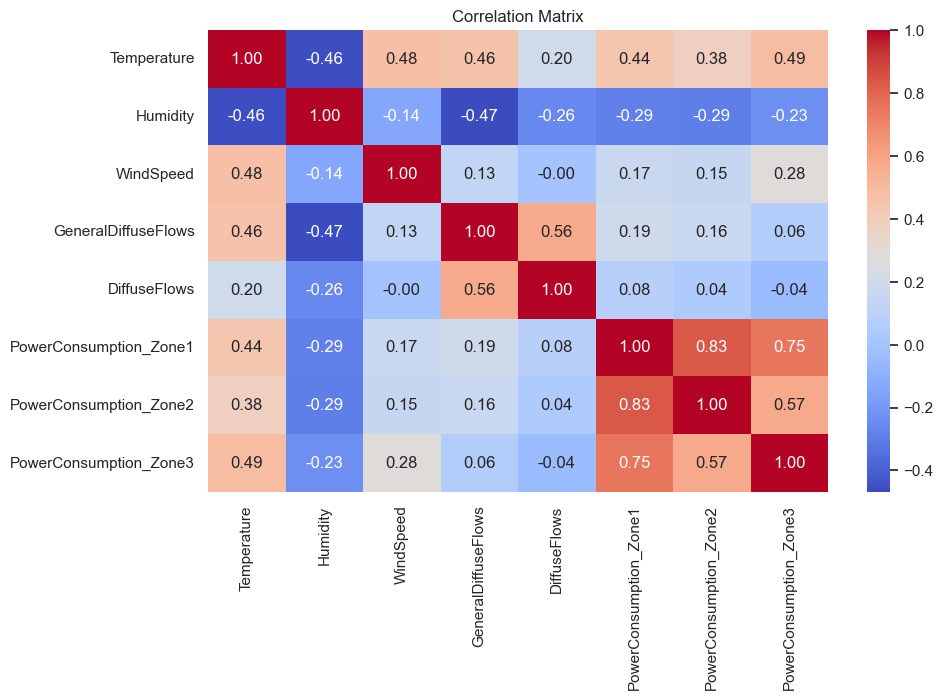 Correlation Matrix
Temperature 1.00 -0.46 0.48 0.46 0.20 0.44 0.38 0.49
Humidity -0.46 1.00 -0.14 -0.47 -0.26 -0.29 -0.29 -0.23
WindSpeed 0.48 -0.14 1.00 0.13 -0.00 0.17 0.15 0.28
GeneralDiffuseFlows 0.46 -0.47 0.13 1.00 0.56 0.19 0.16 0.06
DiffuseFlows 0.20 -0.26 -0.00 0.56 1.00 0.08 0.04 -0.04
PowerConsumption_Zone1 0.44 -0.29 0.17 0.19 0.08 1.00 0.83 0.75
PowerConsumption_Zone2 0.38 -0.29 0.15 0.16 0.04 0.83 1.00 0.57
PowerConsumption_Zone3 0.49 -0.23 0.28 0.06 -0.04 0.75 0.57 1.00
Temperature
Humidity
WindSpeed
GeneralDiffuseFlows
DiffuseFlows
PowerConsumption_Zone1
PowerConsumption_Zone2
PowerConsumption_Zone3
1.0
0.8
0.6
0.4
0.2
0.0
−0.2
−0.4